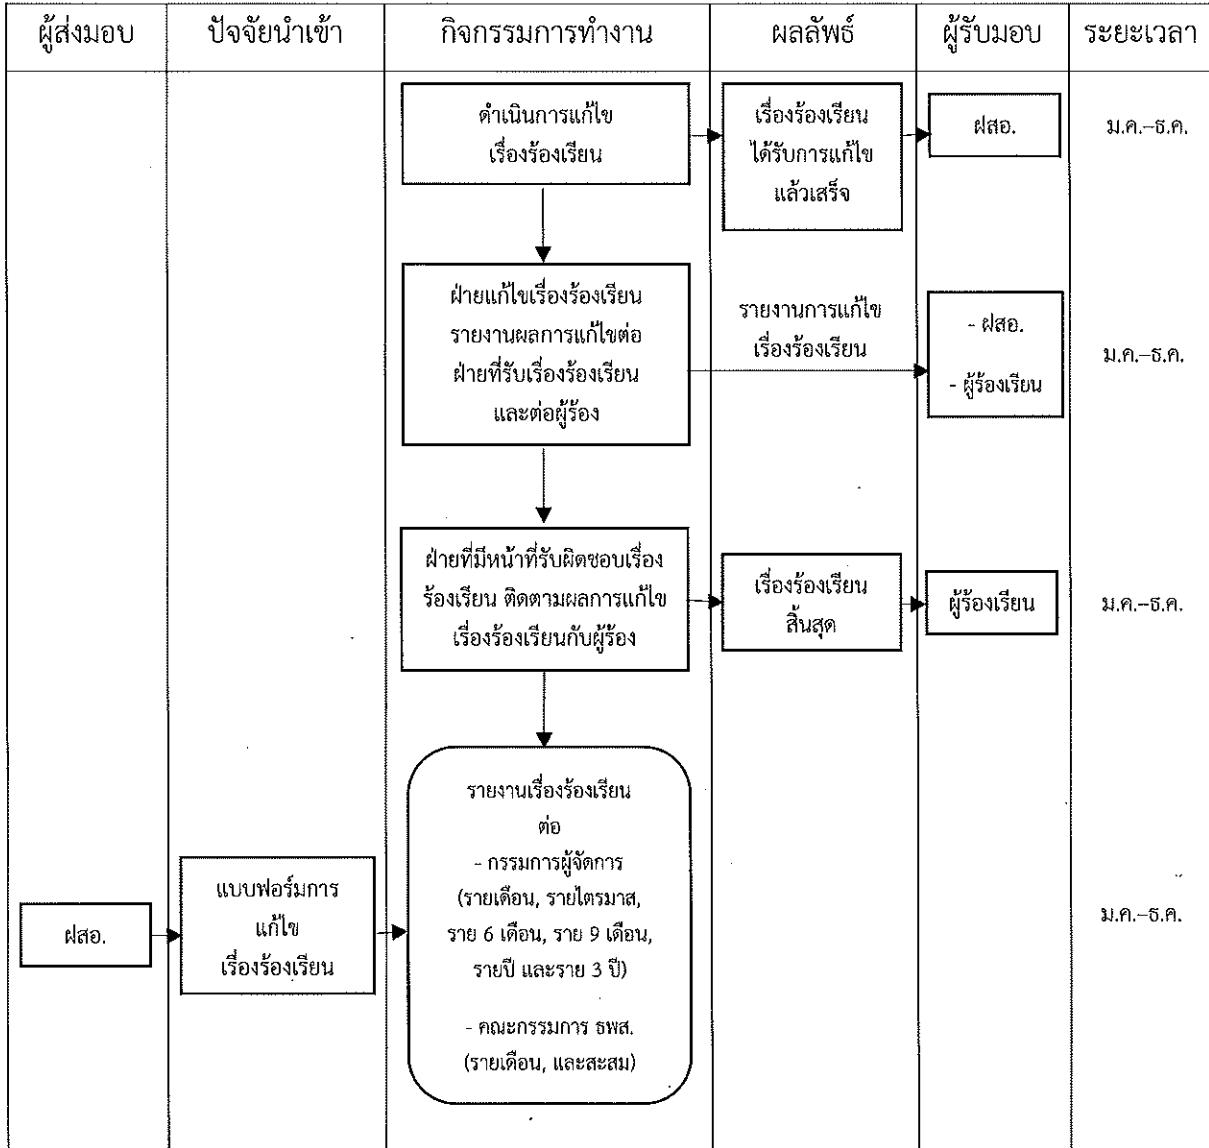 ผู้ส่งมอบ ปัจจัยนำเข้า กิจกรรมการทำงาน ผลลัพธ์ ผู้รับมอบ ระยะเวลา
ดำเนินการแก้ไข
เรื่องร้องเรียน
เรื่องร้องเรียน
ได้รับการแก้ไข
แล้วเสร็จ
ฝสอ.
ม.ค.–ธ.ค.
ฝ่ายแก้ไขเรื่องร้องเรียน
รายงานผลการแก้ไขต่อ
ฝ่ายที่รับเรื่องร้องเรียน
และต่อผู้ร้อง
รายงานการแก้ไข
เรื่องร้องเรียน
- ฝสอ.
- ผู้ร้องเรียน
ม.ค.–ธ.ค.
ฝ่ายที่มีหน้าที่รับผิดชอบเรื่อง
ร้องเรียน ติดตามผลการแก้ไข
เรื่องร้องเรียนกับผู้ร้อง
เรื่องร้องเรียน
สิ้นสุด
ผู้ร้องเรียน
ม.ค.–ธ.ค.
ฝสอ.
แบบฟอร์มการ
แก้ไข
เรื่องร้องเรียน
รายงานเรื่องร้องเรียน
ต่อ
- กรรมการผู้จัดการ
(รายเดือน, รายไตรมาส,
ราย 6 เดือน, ราย 9 เดือน,
รายปี และราย 3 ปี)
- คณะกรรมการ ธพส.
(รายเดือน, และสะสม)
ม.ค.–ธ.ค.